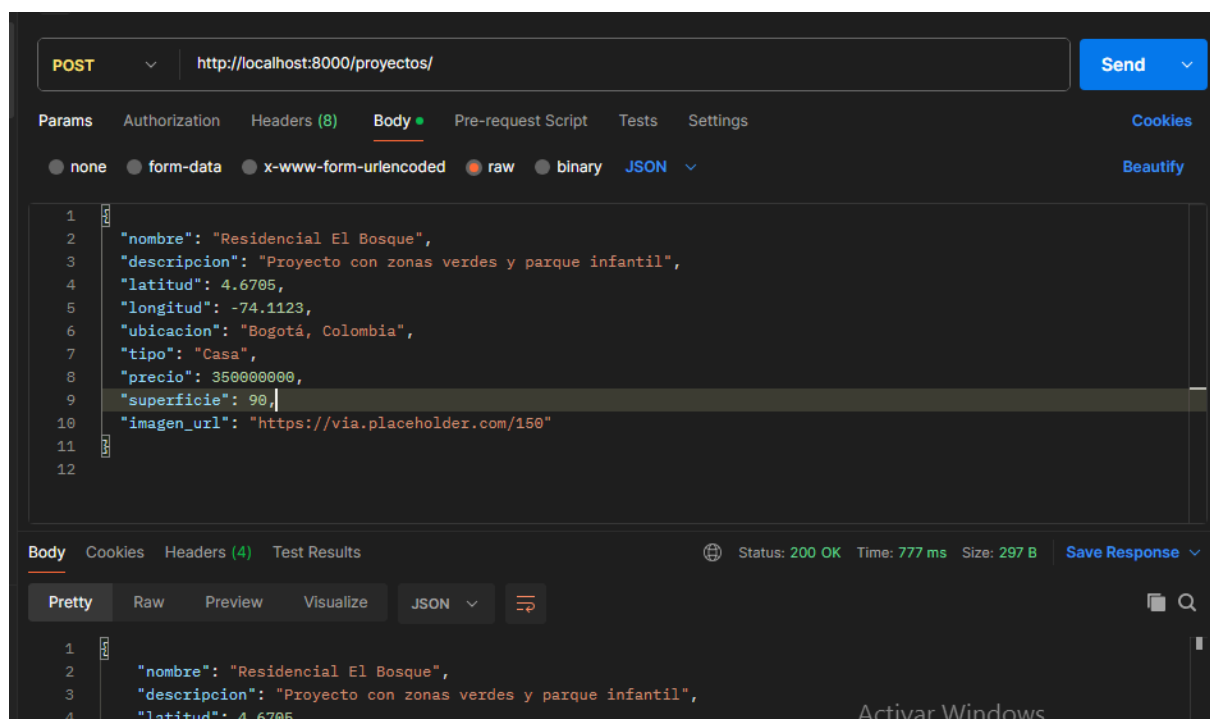 POST http://localhost:8000/proyectos/ Send
Params Authorization Headers (8) Body Pre-request Script Tests Settings Cookies
none form-data x-www-form-urlencoded raw binary JSON Beautify
1 {
2 "nombre": "Residencial El Bosque",
3 "descripcion": "Proyecto con zonas verdes y parque infantil",
4 "latitud": 4.6705,
5 "longitud": -74.1123,
6 "ubicacion": "Bogotá, Colombia",
7 "tipo": "Casa",
8 "precio": 350000000,
9 "superficie": 90,
10 "imagen_url": "https://via.placeholder.com/150"
11 }
12
Body Cookies Headers (4) Test Results Status: 200 OK Time: 777 ms Size: 297 B Save Response
Pretty Raw Preview Visualize JSON
1 {
2 "nombre": "Residencial El Bosque",
3 "descripcion": "Proyecto con zonas verdes y parque infantil",
4 "latitud": 4.6705
Activar Windows